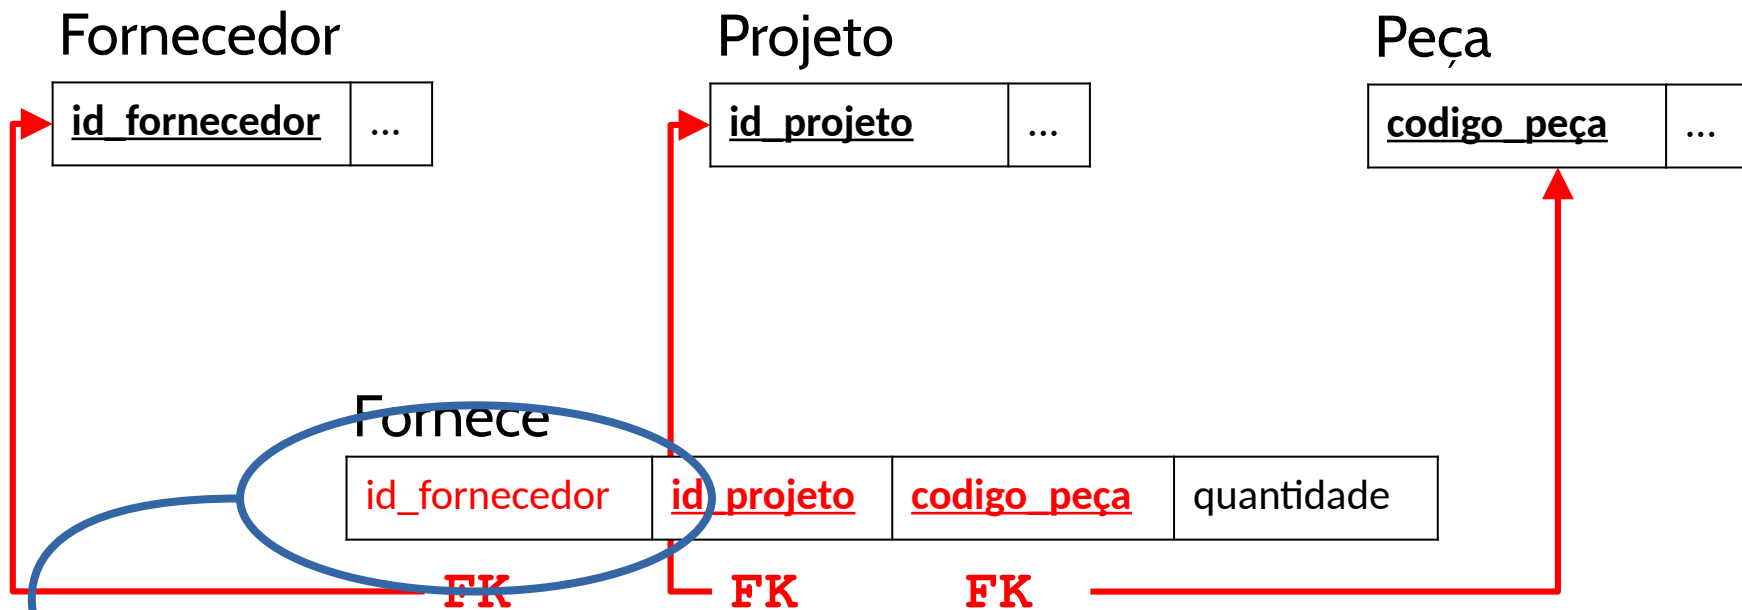 Fornecedor Projeto Peça
id_fornecedor ... id_projeto ... codigo_peça ...
Fornece
id_fornecedor id_projeto codigo_peça quantidade
FK FK FK